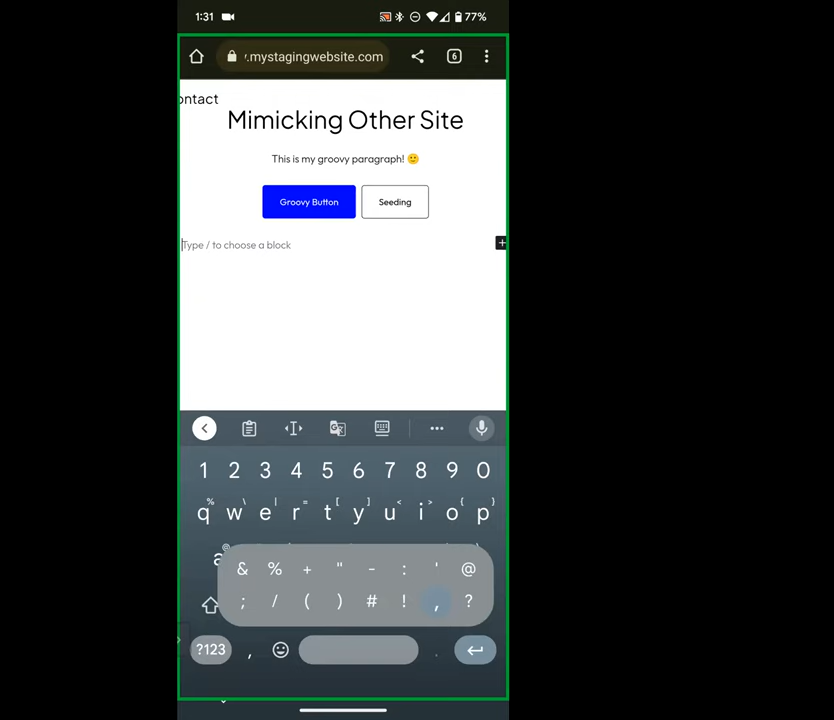 1:31 77%
.mystagingwebsite.com 6
ontact
Mimicking Other Site
This is my groovy paragraph! 🙂
Groovy Button Seeding
Type / to choose a block +
1 2 3 4 5 6 7 8 9 0
% \ | = [ ] < > { }
q w e r t y u i o p
@
a
& % + " - : ' @
; / ( ) # ! , ?
?123 , .